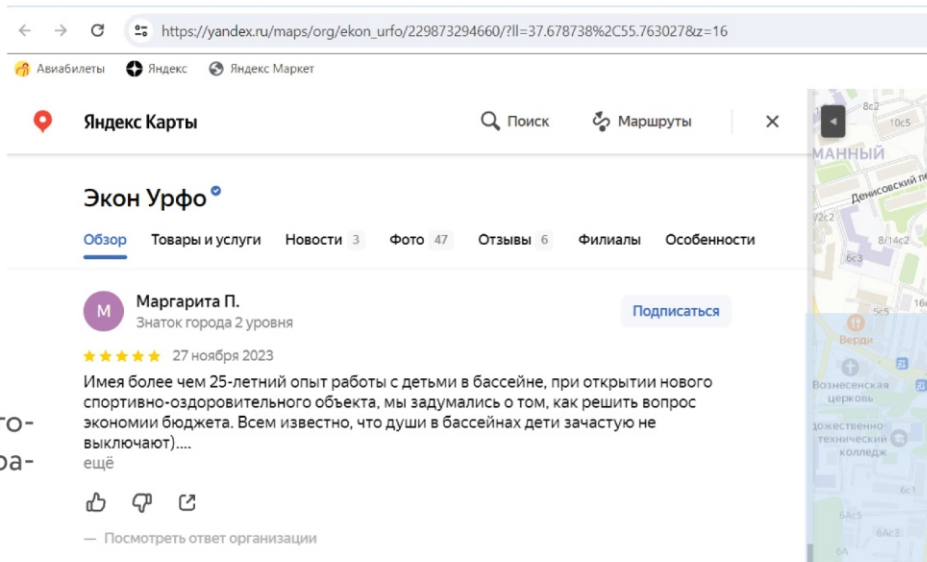 https://yandex.ru/maps/org/ekon_urfo/229873294660/?ll=37.678738%2C55.763027&z=16
Авиабилеты Яндекс Яндекс Маркет
Яндекс Карты Поиск Маршруты
Экон Урфо
Обзор Товары и услуги Новости 3 Фото 47 Отзывы 6 Филиалы Особенности
М
Маргарита П.
Знаток города 2 уровня
Подписаться
27 ноября 2023
Имея более чем 25-летний опыт работы с детьми в бассейне, при открытии нового
спортивно-оздоровительного объекта, мы задумались о том, как решить вопрос
экономии бюджета. Всем известно, что души в бассейнах дети зачастую не
выключают)....
ещё
— Посмотреть ответ организации
то-
ра-
8с2
10с5
МАННЫЙ
Денисовский пе
8/14с2
6с3
5с5
Верди
Вознесенская
церковь
дожественно-
технический
колледж
6с1
6Ас5
6Ас3
6А